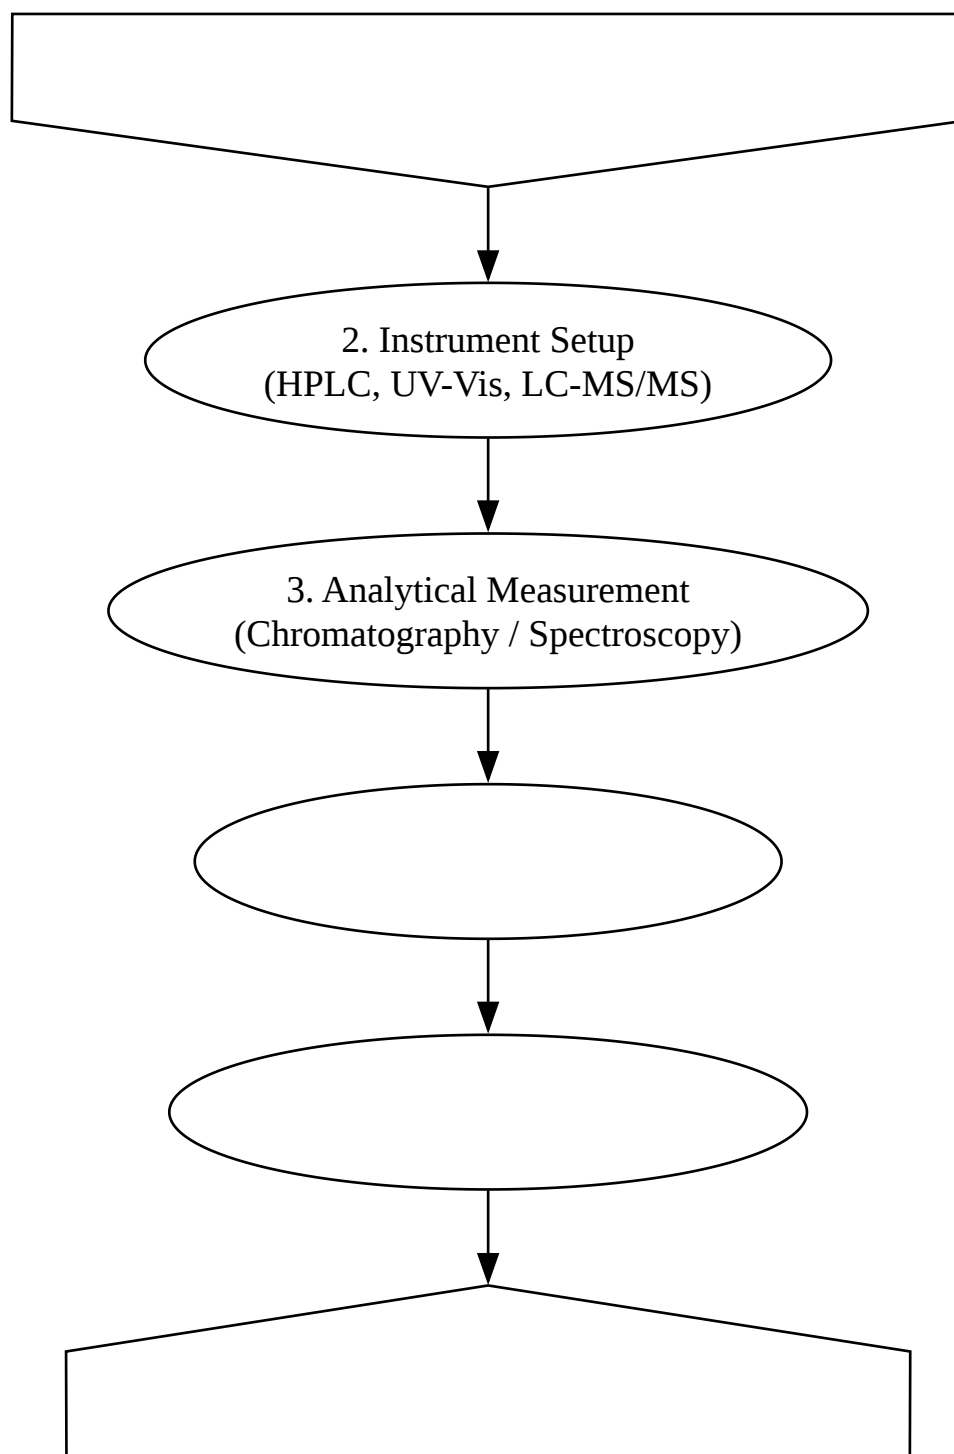 2. Instrument Setup
(HPLC, UV-Vis, LC-MS/MS)
3. Analytical Measurement
(Chromatography / Spectroscopy)